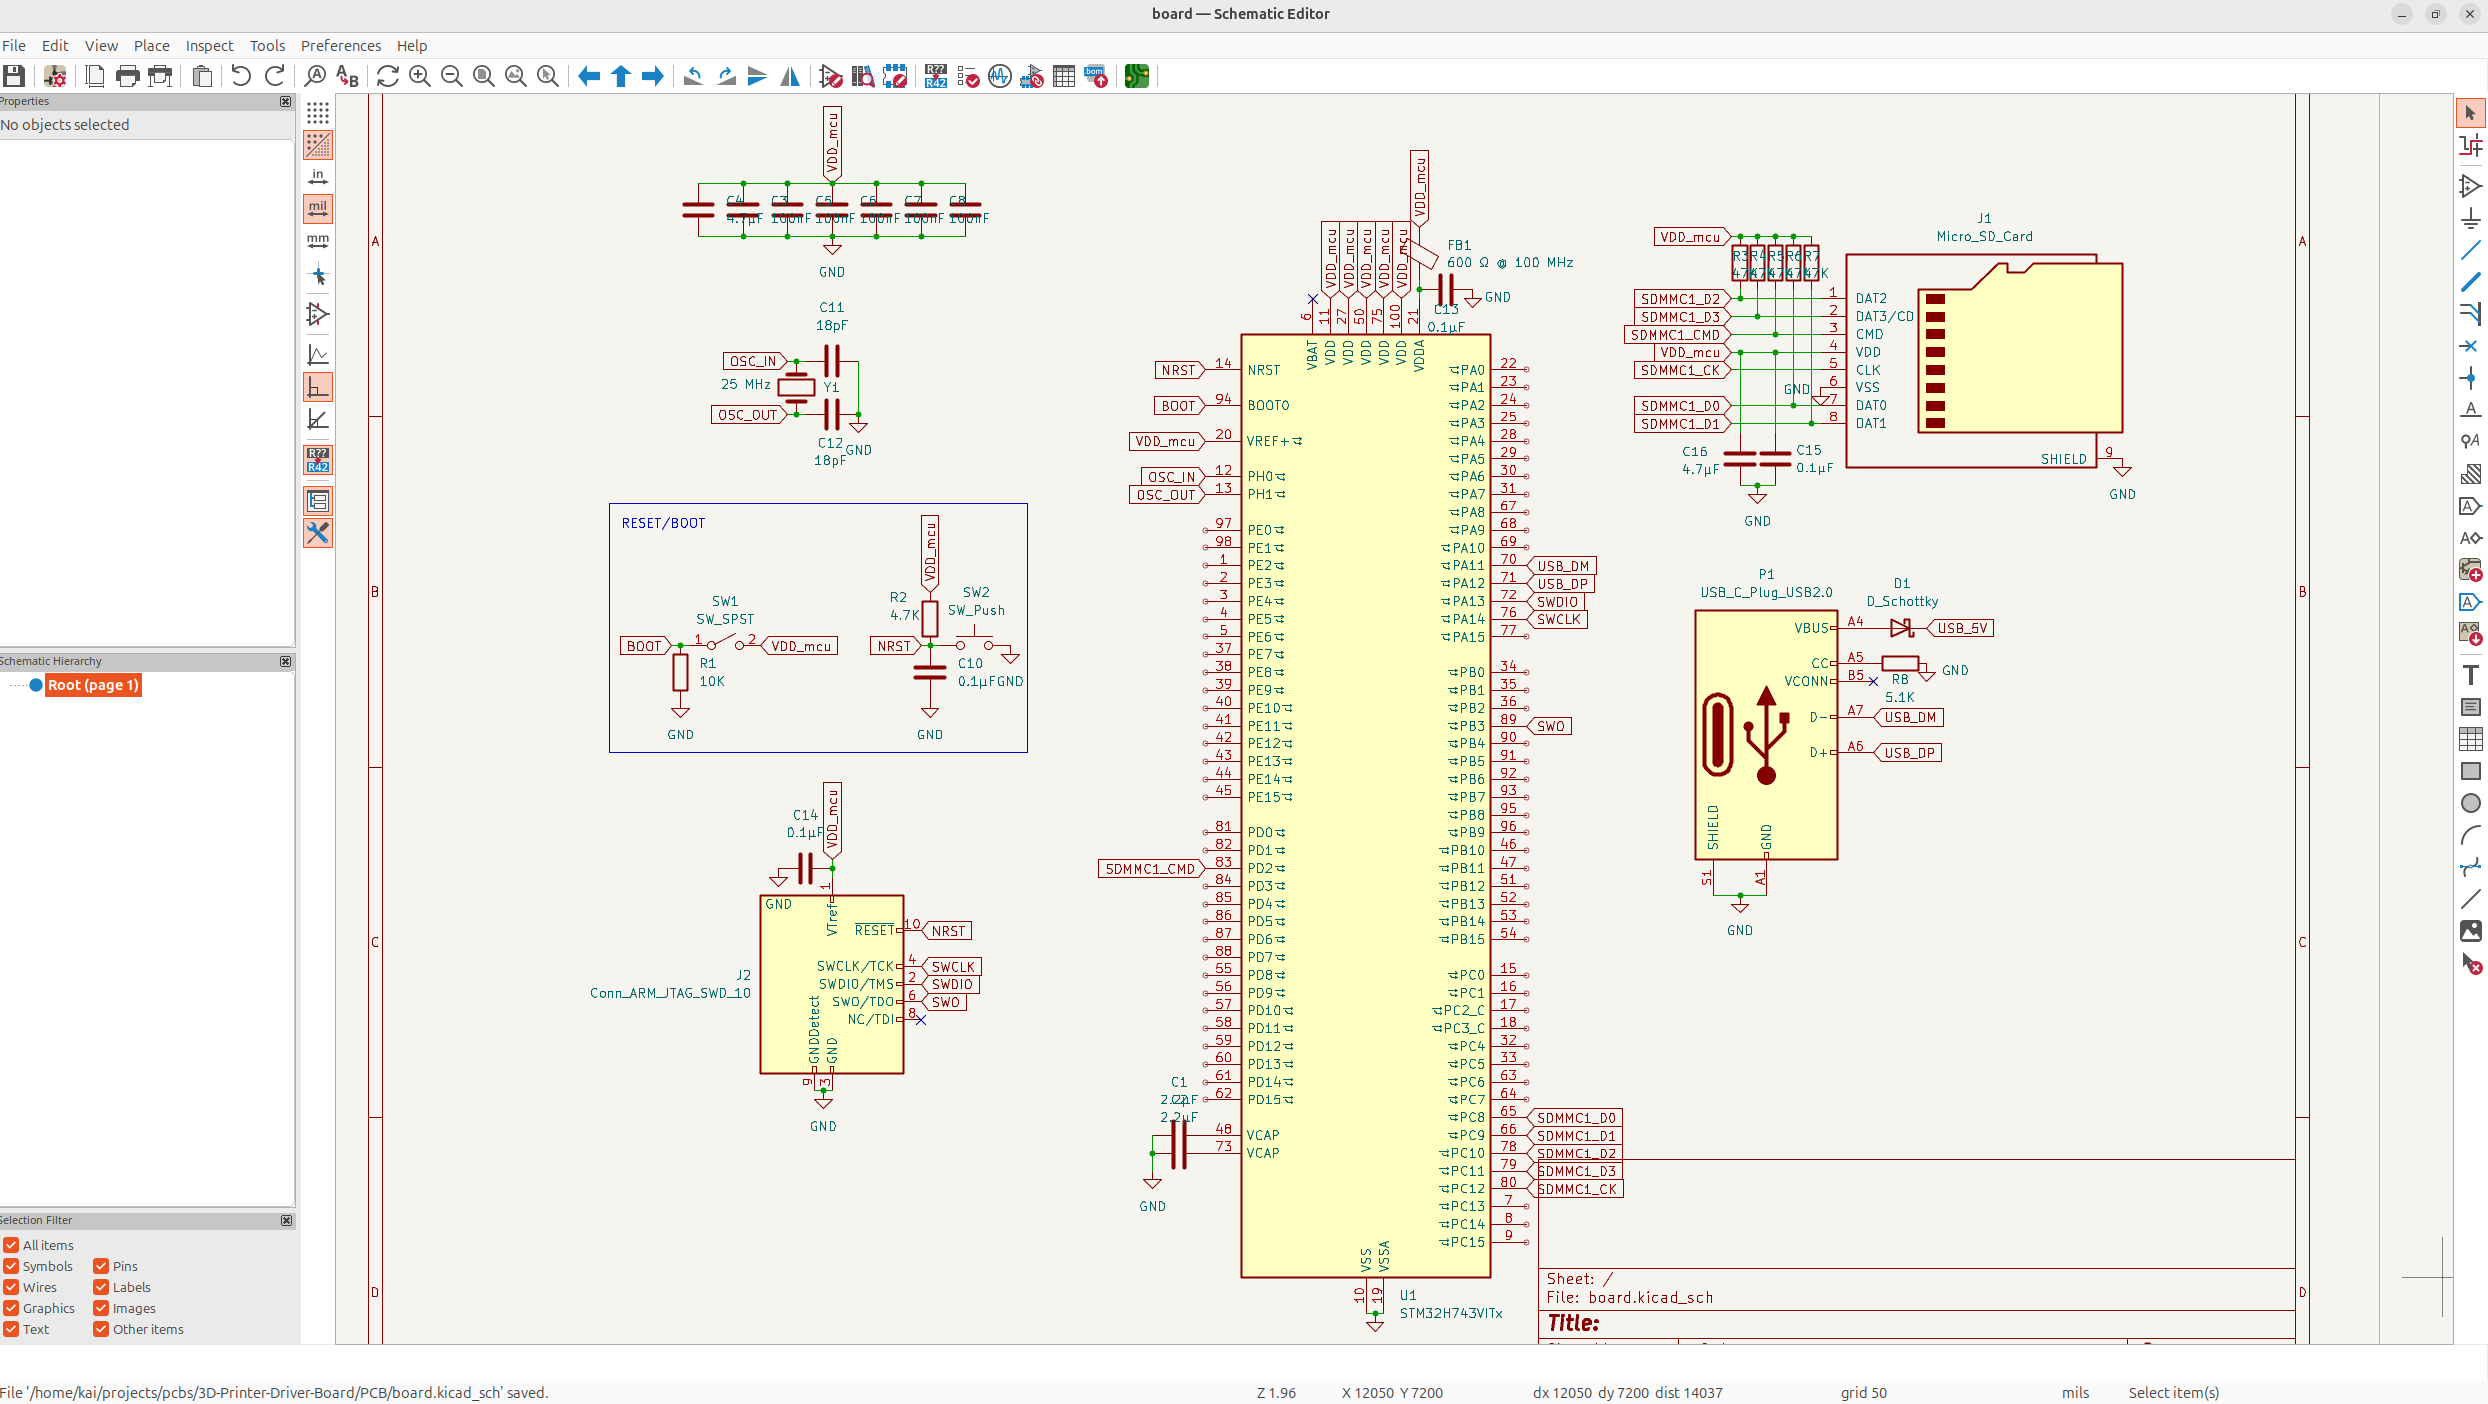 board — Schematic Editor
File Edit View Place Inspect Tools Preferences Help
Properties
No objects selected
in
mil
mm
R??
R42
Schematic Hierarchy
Root (page 1)
Selection Filter
All items
Symbols Pins
Wires Labels
Graphics Images
Text Other items
A
B
C
D
VDD_mcu
C4 C3 C5 C6 C7 C8
4.7µF 100nF 100nF 100nF 100nF 100nF
GND
C11
18pF
OSC_IN
25 MHz Y1
OSC_OUT
C12 GND
18pF
RESET/BOOT
VDD_mcu
SW1
SW_SPST
BOOT 1 2 VDD_mcu
R1
10K
GND
R2
4.7K
SW2
SW_Push
NRST
C10
0.1µF GND
GND
C14
0.1µF
VDD_mcu
GND
1
VTref
RESET 10 NRST
SWCLK/TCK 4 SWCLK
SWDIO/TMS 2 SWDIO
SWO/TDO 6 SWO
NC/TDI 8
GNDDetect
GND
9 3
GND
J2
Conn_ARM_JTAG_SWD_10
VDD_mcu
VDD_mcu VDD_mcu VDD_mcu VDD_mcu VDD_mcu
FB1
600 Ω @ 100 MHz
GND
C13
0.1µF
6 11 27 50 75 100 21
VBAT VDD VDD VDD VDD VDD VDDA
NRST 14 NRST
BOOT 94 BOOT0
VDD_mcu 20 VREF+
OSC_IN 12 PH0
OSC_OUT 13 PH1
97 PE0
98 PE1
1 PE2
2 PE3
3 PE4
4 PE5
5 PE6
37 PE7
38 PE8
39 PE9
40 PE10
41 PE11
42 PE12
43 PE13
44 PE14
45 PE15
81 PD0
82 PD1
SDMMC1_CMD 83 PD2
84 PD3
85 PD4
86 PD5
87 PD6
88 PD7
55 PD8
56 PD9
57 PD10
58 PD11
59 PD12
60 PD13
61 PD14
62 PD15
C1
2.2µF
2.2µF
48 VCAP
73 VCAP
GND
PA0 22
PA1 23
PA2 24
PA3 25
PA4 28
PA5 29
PA6 30
PA7 31
PA8 67
PA9 68
PA10 69
PA11 70 USB_DM
PA12 71 USB_DP
PA13 72 SWDIO
PA14 76 SWCLK
PA15 77
PB0 34
PB1 35
PB2 36
PB3 89 SWO
PB4 90
PB5 91
PB6 92
PB7 93
PB8 95
PB9 96
PB10 46
PB11 47
PB12 51
PB13 52
PB14 53
PB15 54
PC0 15
PC1 16
PC2_C 17
PC3_C 18
PC4 32
PC5 33
PC6 63
PC7 64
PC8 65 SDMMC1_D0
PC9 66 SDMMC1_D1
PC10 78 SDMMC1_D2
PC11 79 SDMMC1_D3
PC12 80 SDMMC1_CK
PC13 7
PC14 8
PC15 9
VSS VSSA
10 19
U1
STM32H743VITx
J1
Micro_SD_Card
VDD_mcu
R3 R4 R5 R6 R7
47K 47K 47K 47K 47K
SDMMC1_D2 1 DAT2
SDMMC1_D3 2 DAT3/CD
SDMMC1_CMD 3 CMD
VDD_mcu 4 VDD
SDMMC1_CK 5 CLK
GND 6 VSS
SDMMC1_D0 7 DAT0
SDMMC1_D1 8 DAT1
C16
4.7µF
C15
0.1µF
GND
SHIELD 9
GND
P1
USB_C_Plug_USB2.0
D1
D_Schottky
VBUS A4 USB_5V
CC A5 GND
VCONN B5 R8
5.1K
D- A7 USB_DM
D+ A6 USB_DP
SHIELD GND
S1 A1
GND
A
B
C
D
Sheet: /
File: board.kicad_sch
Title:
File '/home/kai/projects/pcbs/3D-Printer-Driver-Board/PCB/board.kicad_sch' saved. Z 1.96 X 12050 Y 7200 dx 12050 dy 7200 dist 14037 grid 50 mils Select item(s)